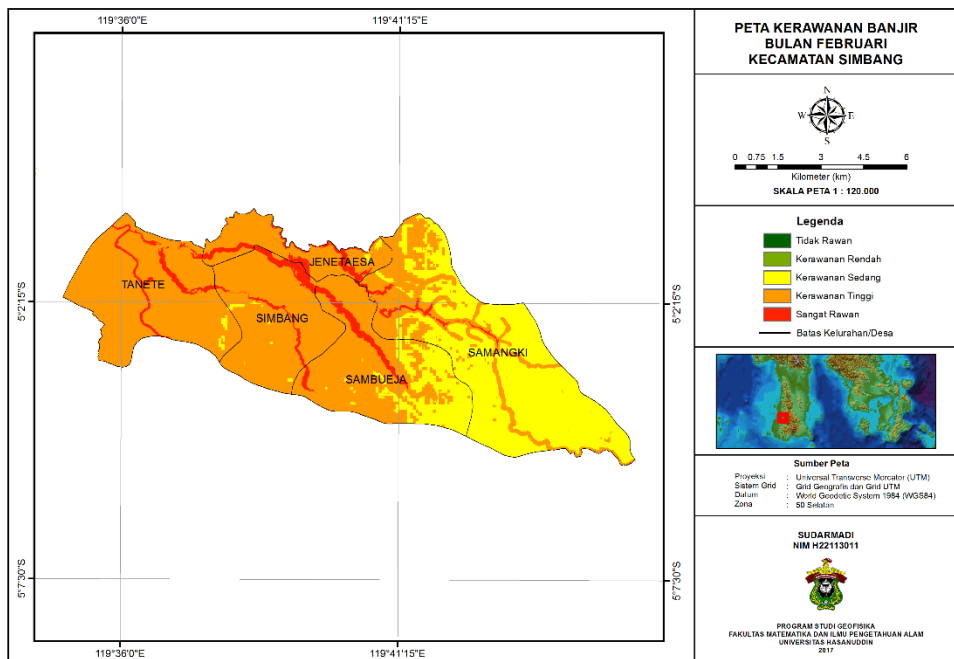 119°36'0"E
119°41'15"E
5°2'15"S
5°2'15"S
5°7'30"S
5°7'30"S
119°36'0"E
119°41'15"E
TANETE
SIMBANG
JENETAESA
SAMBUEJA
SAMANGKI
PETA KERAWANAN BANJIR
BULAN FEBRUARI
KECAMATAN SIMBANG
N
W E
S
0 0.75 1.5 3 4.5 6
Kilometer (km)
SKALA PETA 1 : 120.000
Legenda
Tidak Rawan
Kerawanan Rendah
Kerawanan Sedang
Kerawanan Tinggi
Sangat Rawan
Batas Kelurahan/Desa
Sumber Peta
Proyeksi : Universal Transverse Mercator (UTM)
Sistem Grid : Grid Geografis dan Grid UTM
Datum : World Geodetic System 1984 (WGS84)
Zona : 50 Selatan
SUDARMADI
NIM H22113011
PROGRAM STUDI GEOFISIKA
FAKULTAS MATEMATIKA DAN ILMU PENGETAHUAN ALAM
UNIVERSITAS HASANUDDIN
2017